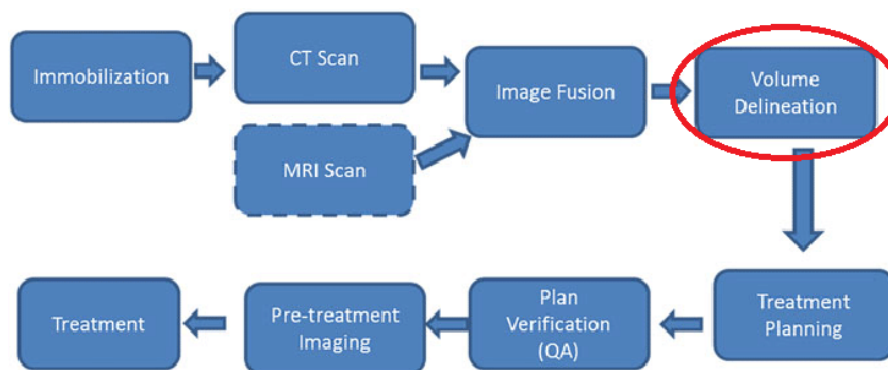 Immobilization
CT Scan
MRI Scan
Image Fusion
Volume
Delineation
Treatment
Planning
Plan
Verification
(QA)
Pre-treatment
Imaging
Treatment